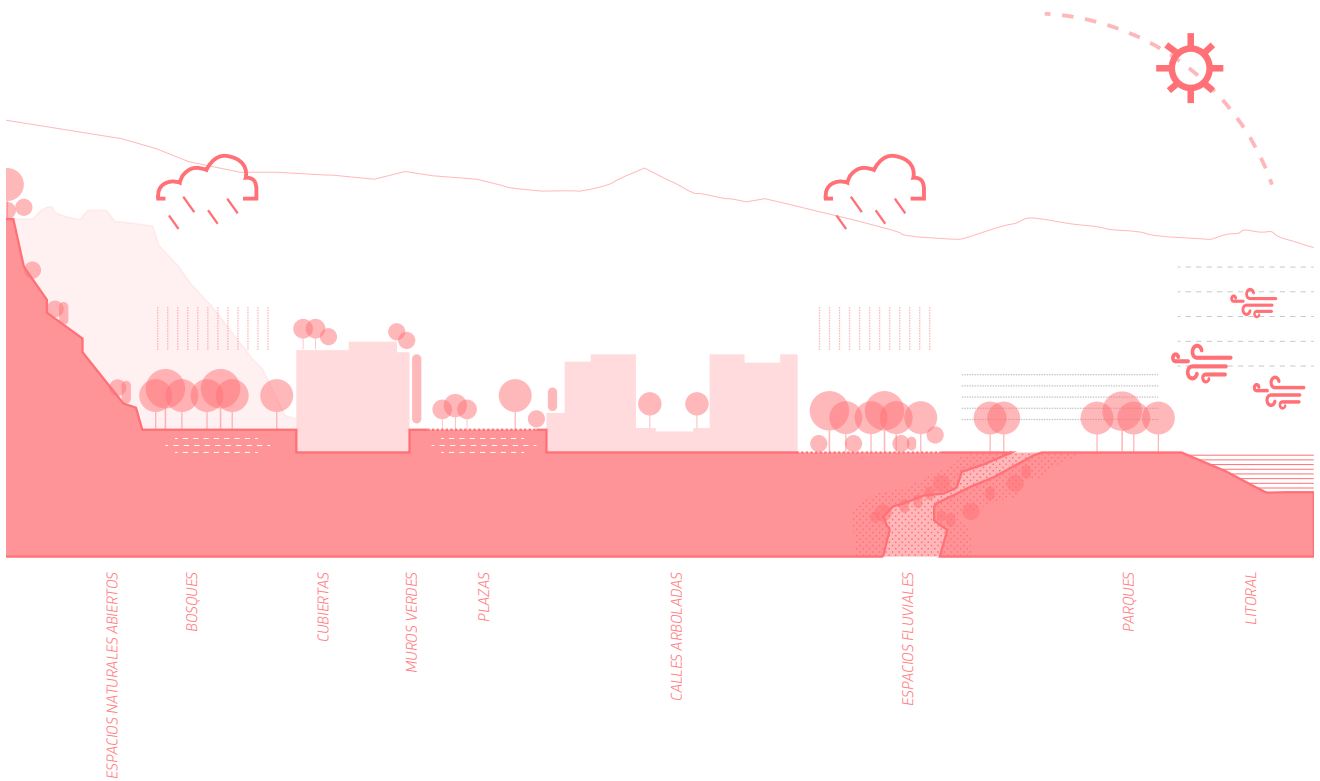 ESPACIOS NATURALES ABIERTOS
BOSQUES
CUBIERTAS
MUROS VERDES
PLAZAS
CALLES ARBOLADAS
ESPACIOS FLUVIALES
PARQUES
LITORAL